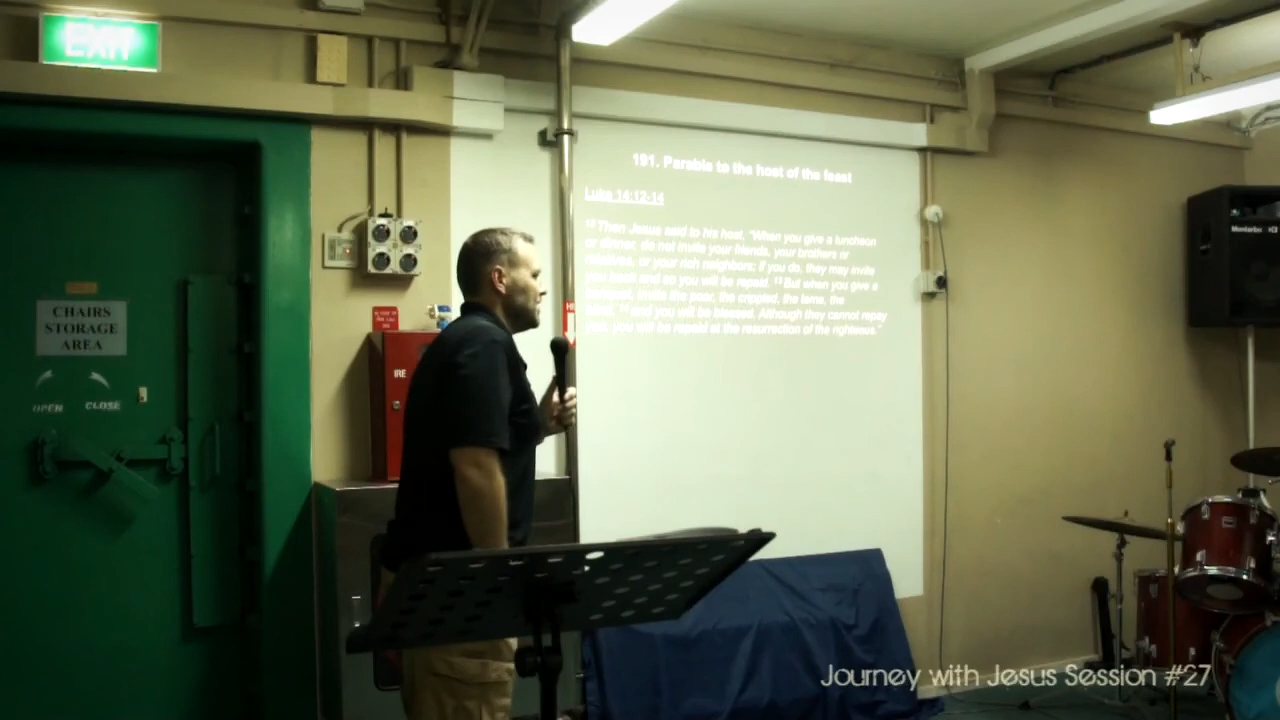 EXIT
191. Parable to the host of the feast
Luke 14:12-14
12 Then Jesus said to his host, "When you give a luncheon
or dinner, do not invite your friends, your brothers or
relatives, or your rich neighbors; if you do, they may invite
you back and so you will be repaid. 13 But when you give a
banquet, invite the poor, the crippled, the lame, the
blind, 14 and you will be blessed. Although they cannot repay
you, you will be repaid at the resurrection of the righteous."
CHAIRS
STORAGE
AREA
OPEN CLOSE
IRE
Journey with Jesus Session #27